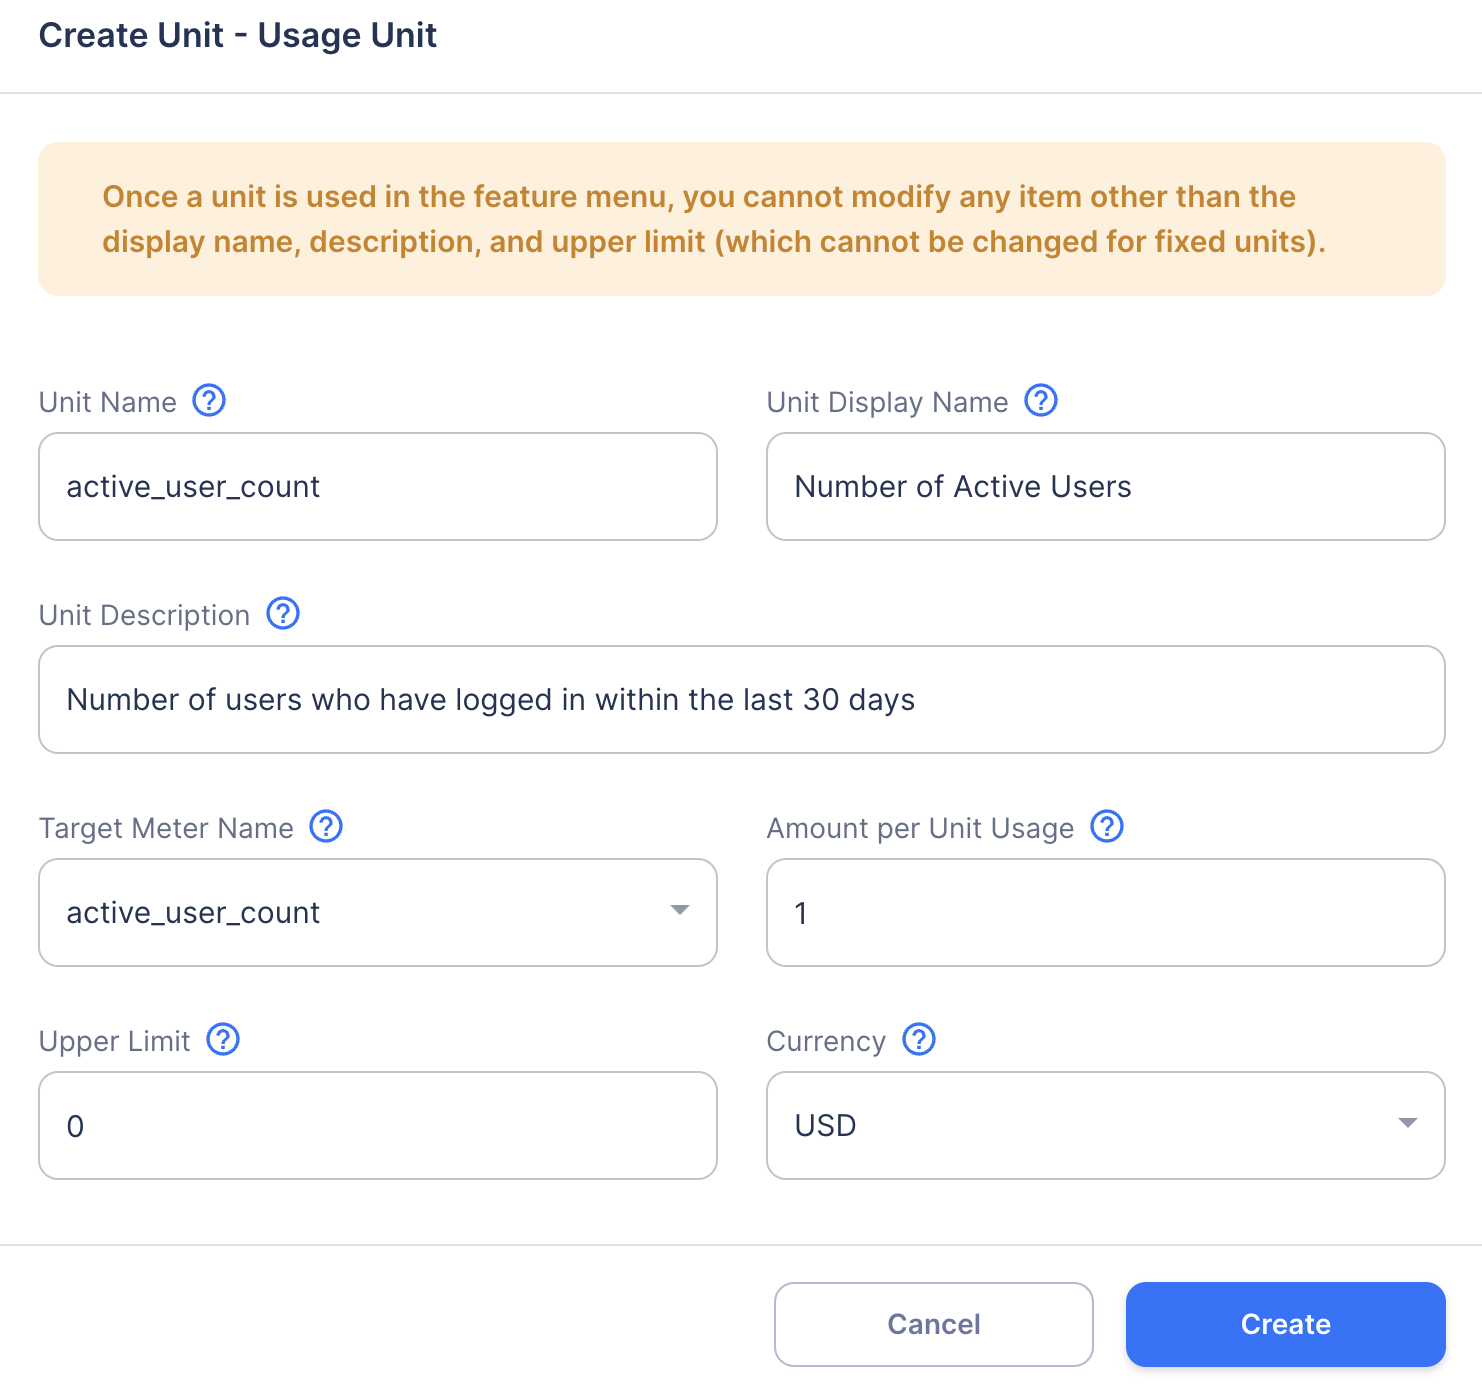 Create Unit - Usage Unit
Once a unit is used in the feature menu, you cannot modify any item other than the
display name, description, and upper limit (which cannot be changed for fixed units).
Unit Name ?
Unit Display Name ?
active_user_count
Number of Active Users
Unit Description ?
Number of users who have logged in within the last 30 days
Target Meter Name ?
Amount per Unit Usage ?
active_user_count
1
Upper Limit ?
Currency ?
0
USD
Cancel
Create